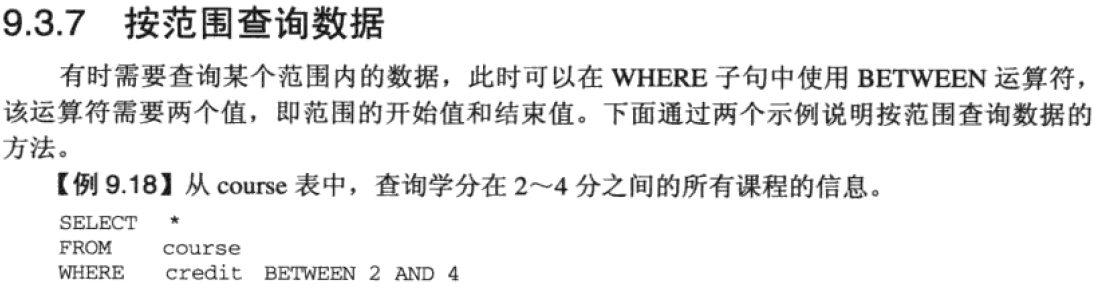 9.3.7 按范围查询数据
有时需要查询某个范围内的数据，此时可以在 WHERE 子句中使用 BETWEEN 运算符，
该运算符需要两个值，即范围的开始值和结束值。下面通过两个示例说明按范围查询数据的
方法。
【例 9.18】从 course 表中，查询学分在 2～4 分之间的所有课程的信息。
SELECT *
FROM course
WHERE credit BETWEEN 2 AND 4